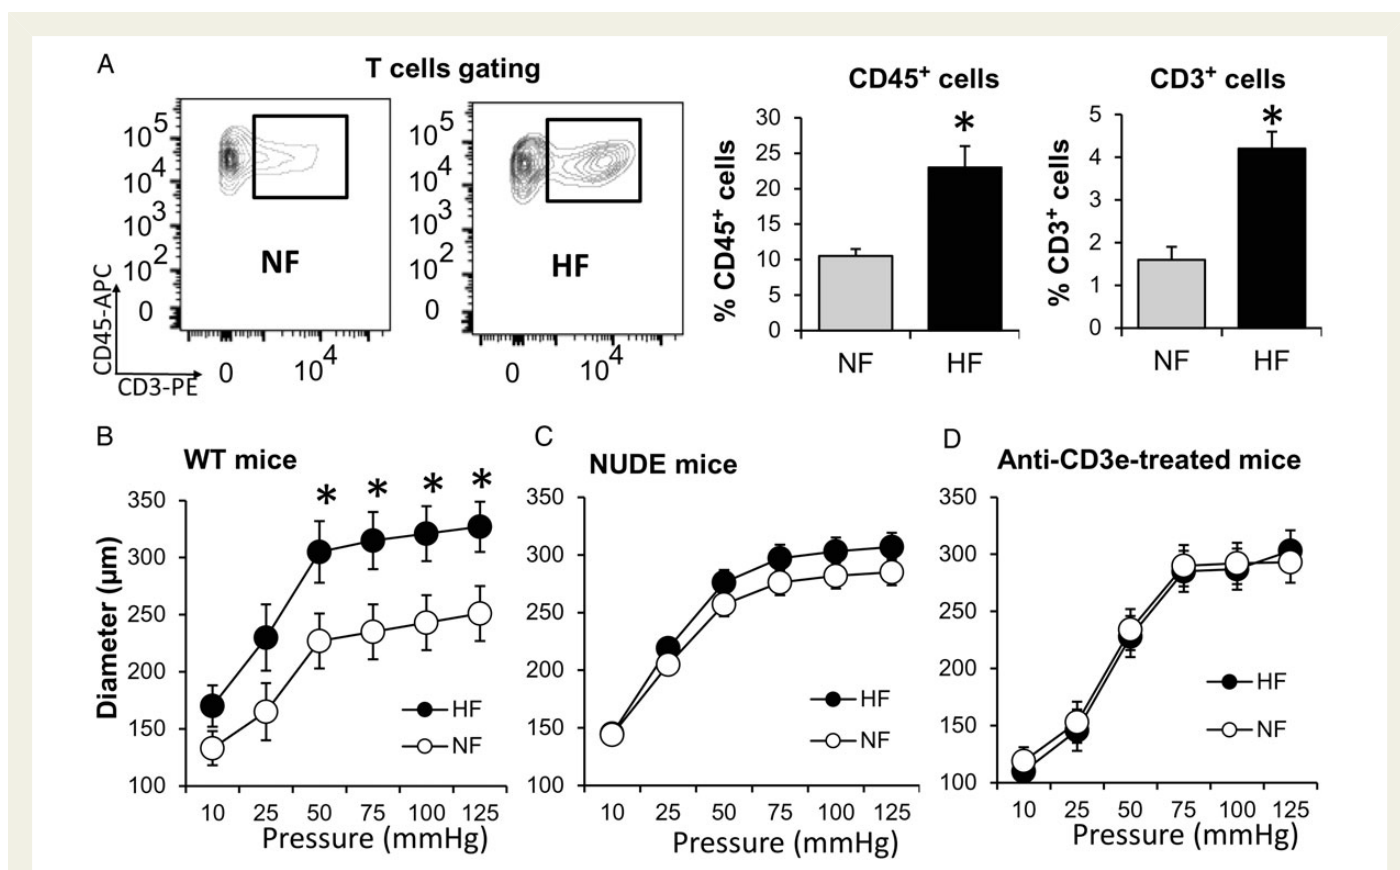 A
T cells gating
10⁵
10⁴
10³
10²
0
NF
CD45-APC
CD3-PE
0
10⁴
10⁵
10⁴
10³
10²
0
HF
0
10⁴
CD45⁺ cells
% CD45⁺ cells
30
25
20
15
10
5
0
*
NF HF
CD3⁺ cells
% CD3⁺ cells
5
4
3
2
1
0
*
NF HF
B
WT mice
Diameter (µm)
350
300
250
200
150
100
* * * *
HF
NF
10 25 50 75 100 125
Pressure (mmHg)
C
NUDE mice
350
300
250
200
150
100
HF
NF
10 25 50 75 100 125
Pressure (mmHg)
D
Anti-CD3e-treated mice
350
300
250
200
150
100
HF
NF
10 25 50 75 100 125
Pressure (mmHg)